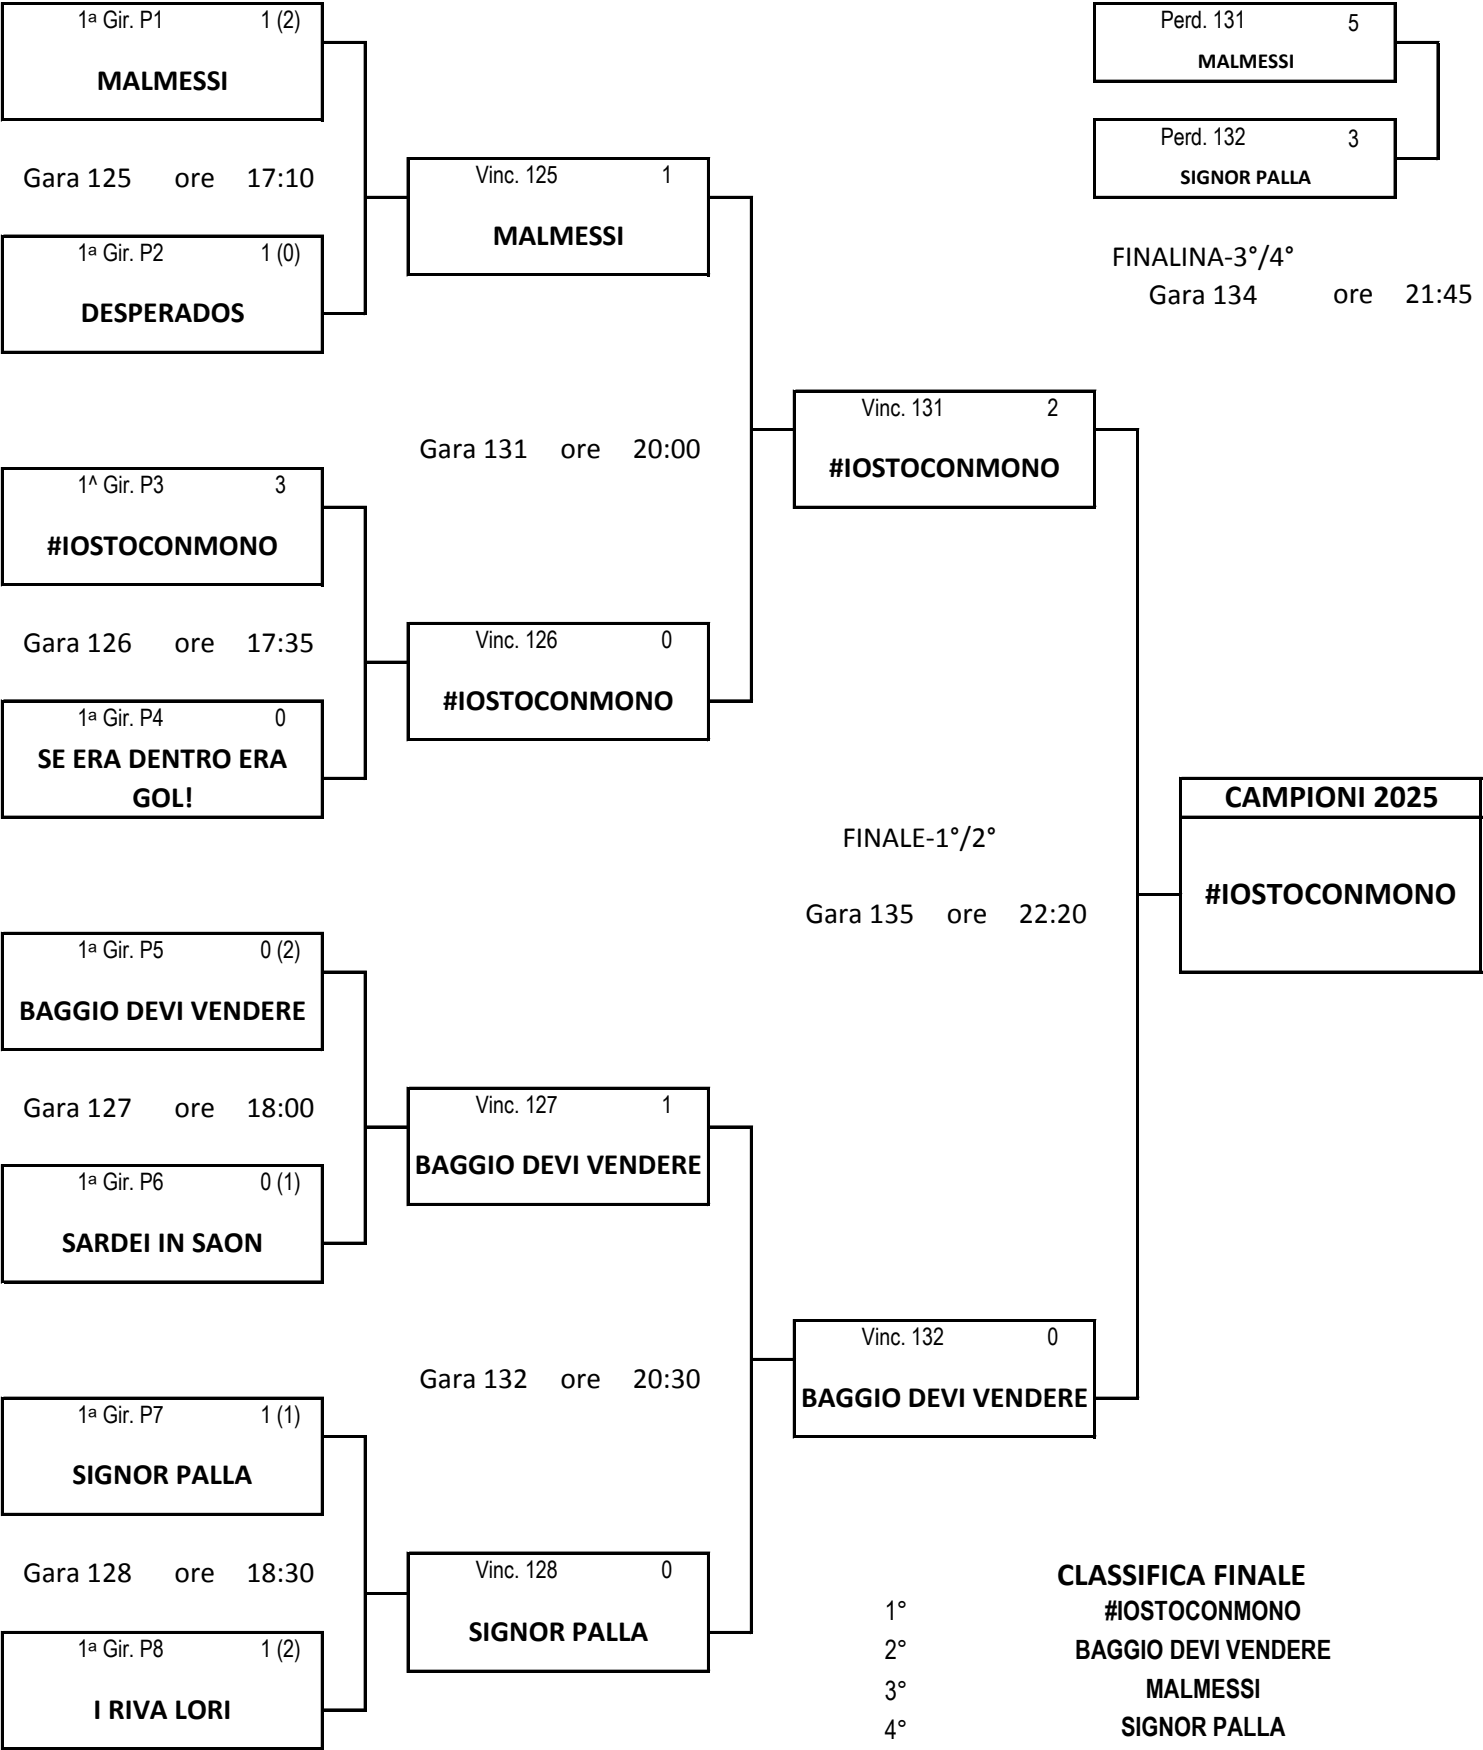 1ª Gir. P1 1 (2)
MALMESSI
Gara 125 ore 17:10
1ª Gir. P2 1 (0)
DESPERADOS
1^ Gir. P3 3
#IOSTOCONMONO
Gara 126 ore 17:35
1ª Gir. P4 0
SE ERA DENTRO ERA
GOL!
1ª Gir. P5 0 (2)
BAGGIO DEVI VENDERE
Gara 127 ore 18:00
1ª Gir. P6 0 (1)
SARDEI IN SAON
1ª Gir. P7 1 (1)
SIGNOR PALLA
Gara 128 ore 18:30
1ª Gir. P8 1 (2)
I RIVA LORI
Vinc. 125 1
MALMESSI
Gara 131 ore 20:00
Vinc. 126 0
#IOSTOCONMONO
Vinc. 127 1
BAGGIO DEVI VENDERE
Gara 132 ore 20:30
Vinc. 128 0
SIGNOR PALLA
Vinc. 131 2
#IOSTOCONMONO
FINALE-1°/2°
Gara 135 ore 22:20
Vinc. 132 0
BAGGIO DEVI VENDERE
Perd. 131 5
MALMESSI
Perd. 132 3
SIGNOR PALLA
FINALINA-3°/4°
Gara 134 ore 21:45
CAMPIONI 2025
#IOSTOCONMONO
CLASSIFICA FINALE
1° #IOSTOCONMONO
2° BAGGIO DEVI VENDERE
3° MALMESSI
4° SIGNOR PALLA